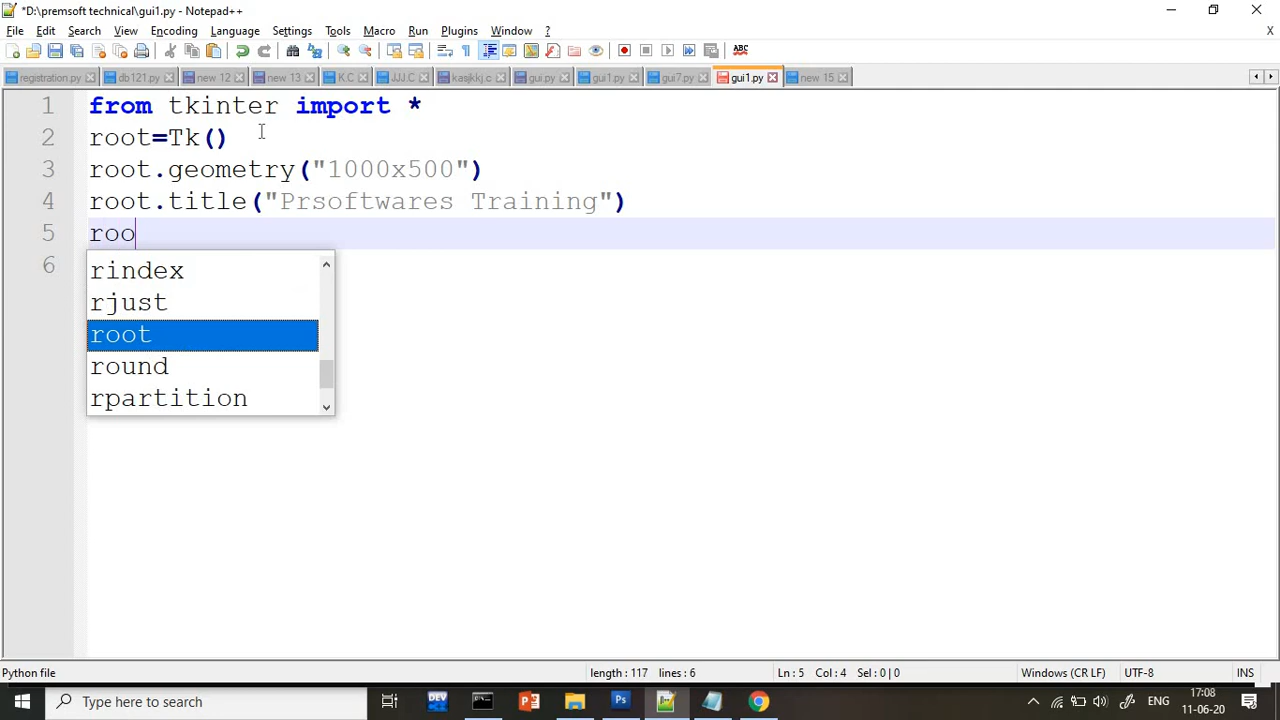 *D:\premsoft technical\gui1.py - Notepad++
File Edit Search View Encoding Language Settings Tools Macro Run Plugins Window ? X
ABC
registration.py db121.py new 12 new 13 K.C JJJ.C kasjkkj.c gui.py gui1.py gui7.py gui1.py new 15
1 from tkinter import *
2 root=Tk()
3 root.geometry("1000x500")
4 root.title("Prsoftwares Training")
5 roo
6
rindex
rjust
root
round
rpartition
Python file length : 117 lines : 6 Ln : 5 Col : 4 Sel : 0 | 0 Windows (CR LF) UTF-8 INS
Type here to search DEV ENG 17:08
11-06-20